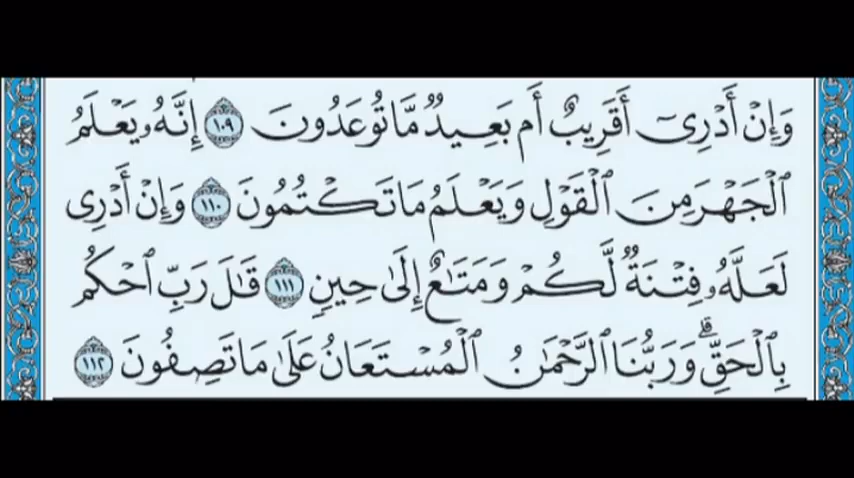 وَإِنْ أَدْرِىٓ أَقَرِيبٌ أَم بَعِيدٌ مَّا تُوعَدُونَ ١٠٩ إِنَّهُۥ يَعْلَمُ
ٱلْجَهْرَ مِنَ ٱلْقَوْلِ وَيَعْلَمُ مَا تَكْتُمُونَ ١١٠ وَإِنْ أَدْرِى
لَعَلَّهُۥ فِتْنَةٌ لَّكُمْ وَمَتَـٰعٌ إِلَىٰ حِينٍ ١١١ قَـٰلَ رَبِّ ٱحْكُم
بِٱلْحَقِّ ۗ وَرَبُّنَا ٱلرَّحْمَـٰنُ ٱلْمُسْتَعَانُ عَلَىٰ مَا تَصِفُونَ ١١٢